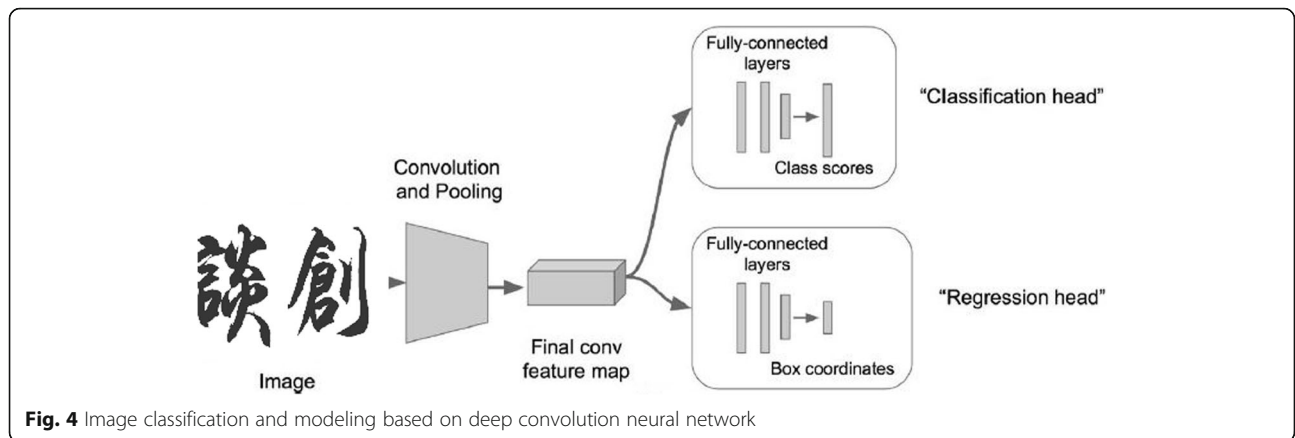 Fully-connected
layers
Class scores
"Classification head"
Convolution
and Pooling
談 創
Image
Final conv
feature map
Fully-connected
layers
Box coordinates
"Regression head"
Fig. 4 Image classification and modeling based on deep convolution neural network